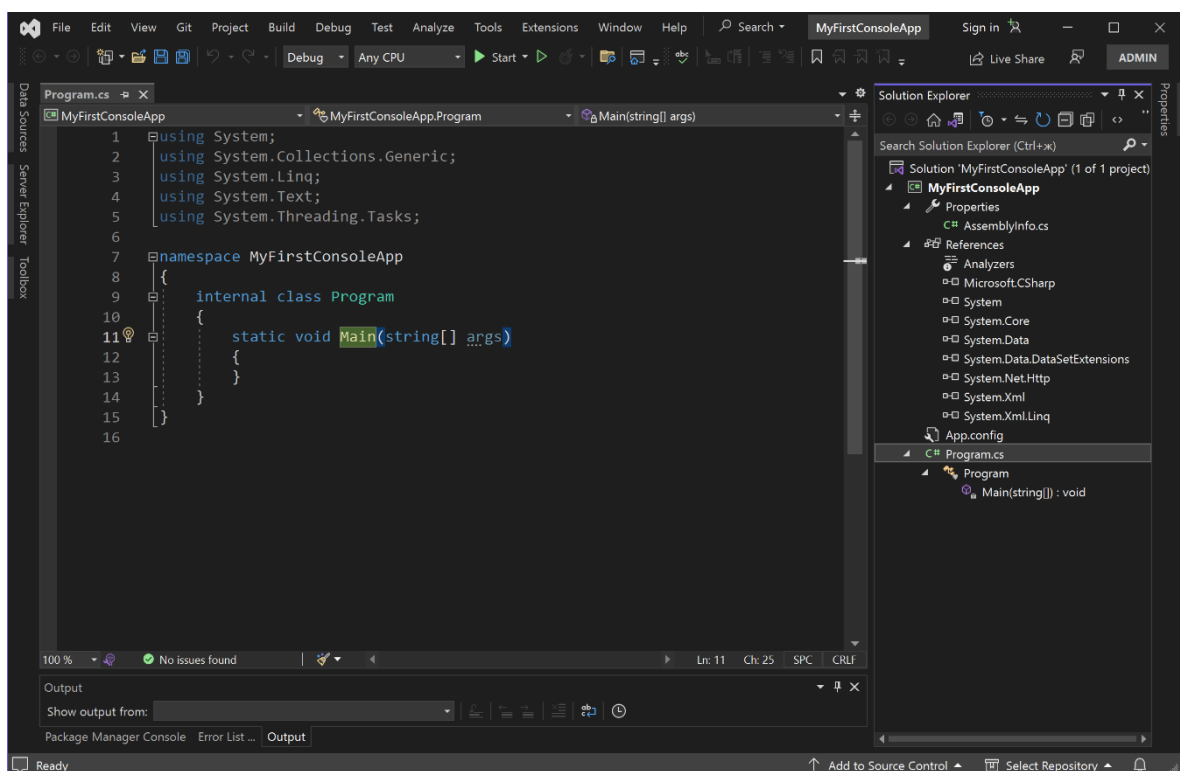 File Edit View Git Project Build Debug Test Analyze Tools Extensions Window Help Search MyFirstConsoleApp Sign in
Debug Any CPU Start Live Share ADMIN
Data Sources
Server Explorer
Toolbox
Program.cs
MyFirstConsoleApp MyFirstConsoleApp.Program Main(string[] args)
1 using System;
2 using System.Collections.Generic;
3 using System.Linq;
4 using System.Text;
5 using System.Threading.Tasks;
6
7 namespace MyFirstConsoleApp
8 {
9 internal class Program
10 {
11 static void Main(string[] args)
12 {
13 }
14 }
15 }
16
100 % No issues found Ln: 11 Ch: 25 SPC CRLF
Output
Show output from:
Package Manager Console Error List ... Output
Solution Explorer
Search Solution Explorer (Ctrl+ж)
Solution 'MyFirstConsoleApp' (1 of 1 project)
C# MyFirstConsoleApp
Properties
C# AssemblyInfo.cs
References
Analyzers
Microsoft.CSharp
System
System.Core
System.Data
System.Data.DataSetExtensions
System.Net.Http
System.Xml
System.Xml.Linq
App.config
C# Program.cs
Program
Main(string[]) : void
Properties
Ready Add to Source Control Select Repository